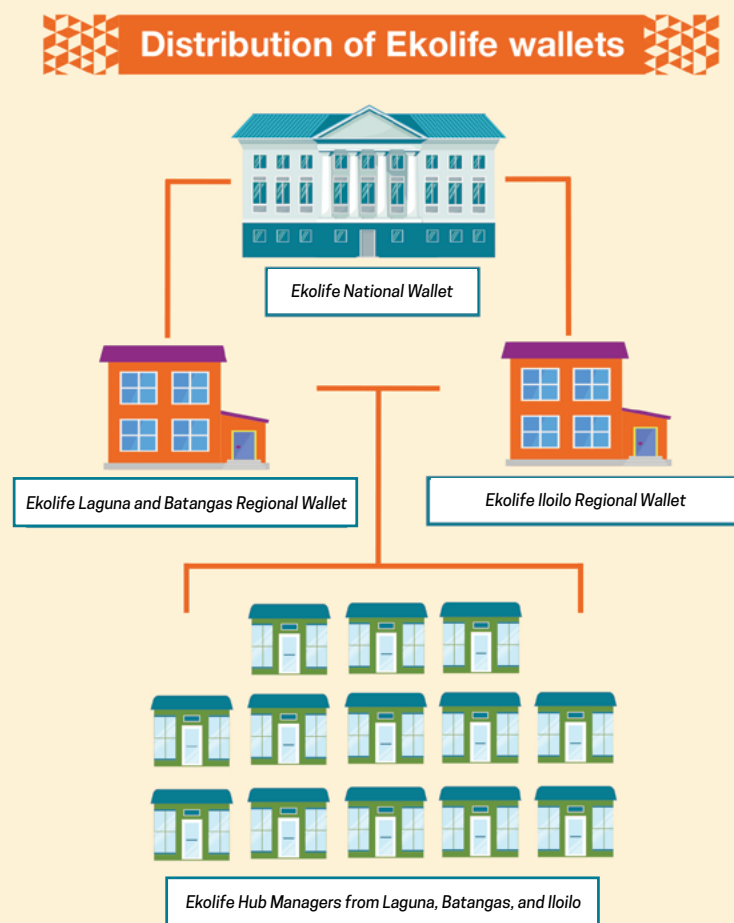 Distribution of Ekolife wallets
Ekolife National Wallet
Ekolife Laguna and Batangas Regional Wallet
Ekolife Iloilo Regional Wallet
Ekolife Hub Managers from Laguna, Batangas, and Iloilo